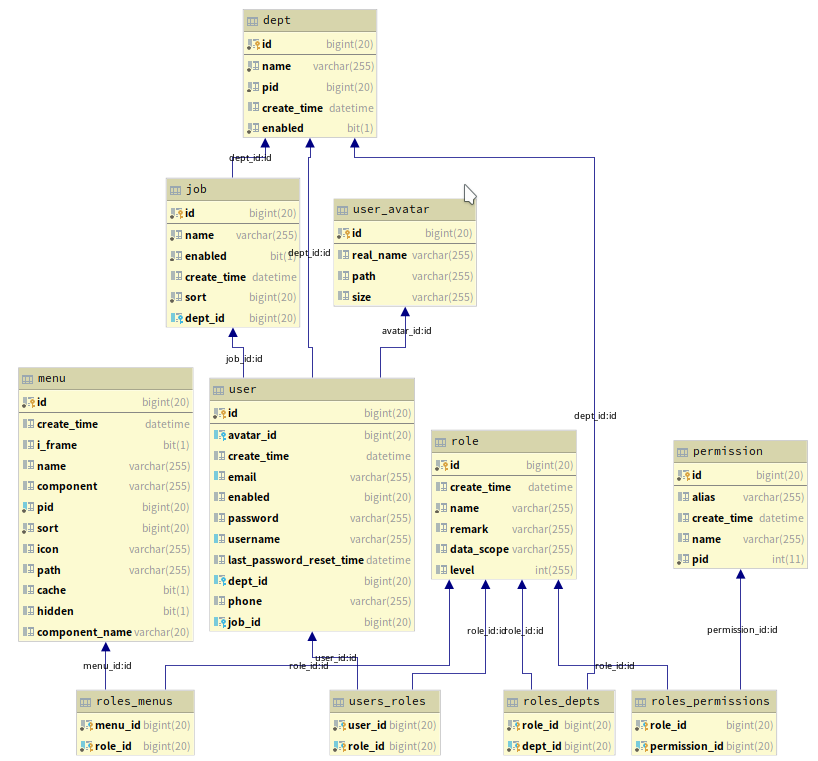 dept
id bigint(20)
name varchar(255)
pid bigint(20)
create_time datetime
enabled bit(1)
dept_id:id
job
id bigint(20)
name varchar(255)
enabled bit(1)
create_time datetime
sort bigint(20)
dept_id bigint(20)
user_avatar
id bigint(20)
real_name varchar(255)
path varchar(255)
size varchar(255)
dept_id:id
avatar_id:id
job_id:id
menu
id bigint(20)
create_time datetime
i_frame bit(1)
name varchar(255)
component varchar(255)
pid bigint(20)
sort bigint(20)
icon varchar(255)
path varchar(255)
cache bit(1)
hidden bit(1)
component_name varchar(20)
user
id bigint(20)
avatar_id bigint(20)
create_time datetime
email varchar(255)
enabled bigint(20)
password varchar(255)
username varchar(255)
last_password_reset_time datetime
dept_id bigint(20)
phone varchar(255)
job_id bigint(20)
dept_id:id
role
id bigint(20)
create_time datetime
name varchar(255)
remark varchar(255)
data_scope varchar(255)
level int(255)
permission
id bigint(20)
alias varchar(255)
create_time datetime
name varchar(255)
pid int(11)
menu_id:id
role_id:id
user_id:id
role_id:id
role_id:id
role_id:id
permission_id:id
roles_menus
menu_id bigint(20)
role_id bigint(20)
users_roles
user_id bigint(20)
role_id bigint(20)
roles_depts
role_id bigint(20)
dept_id bigint(20)
roles_permissions
role_id bigint(20)
permission_id bigint(20)